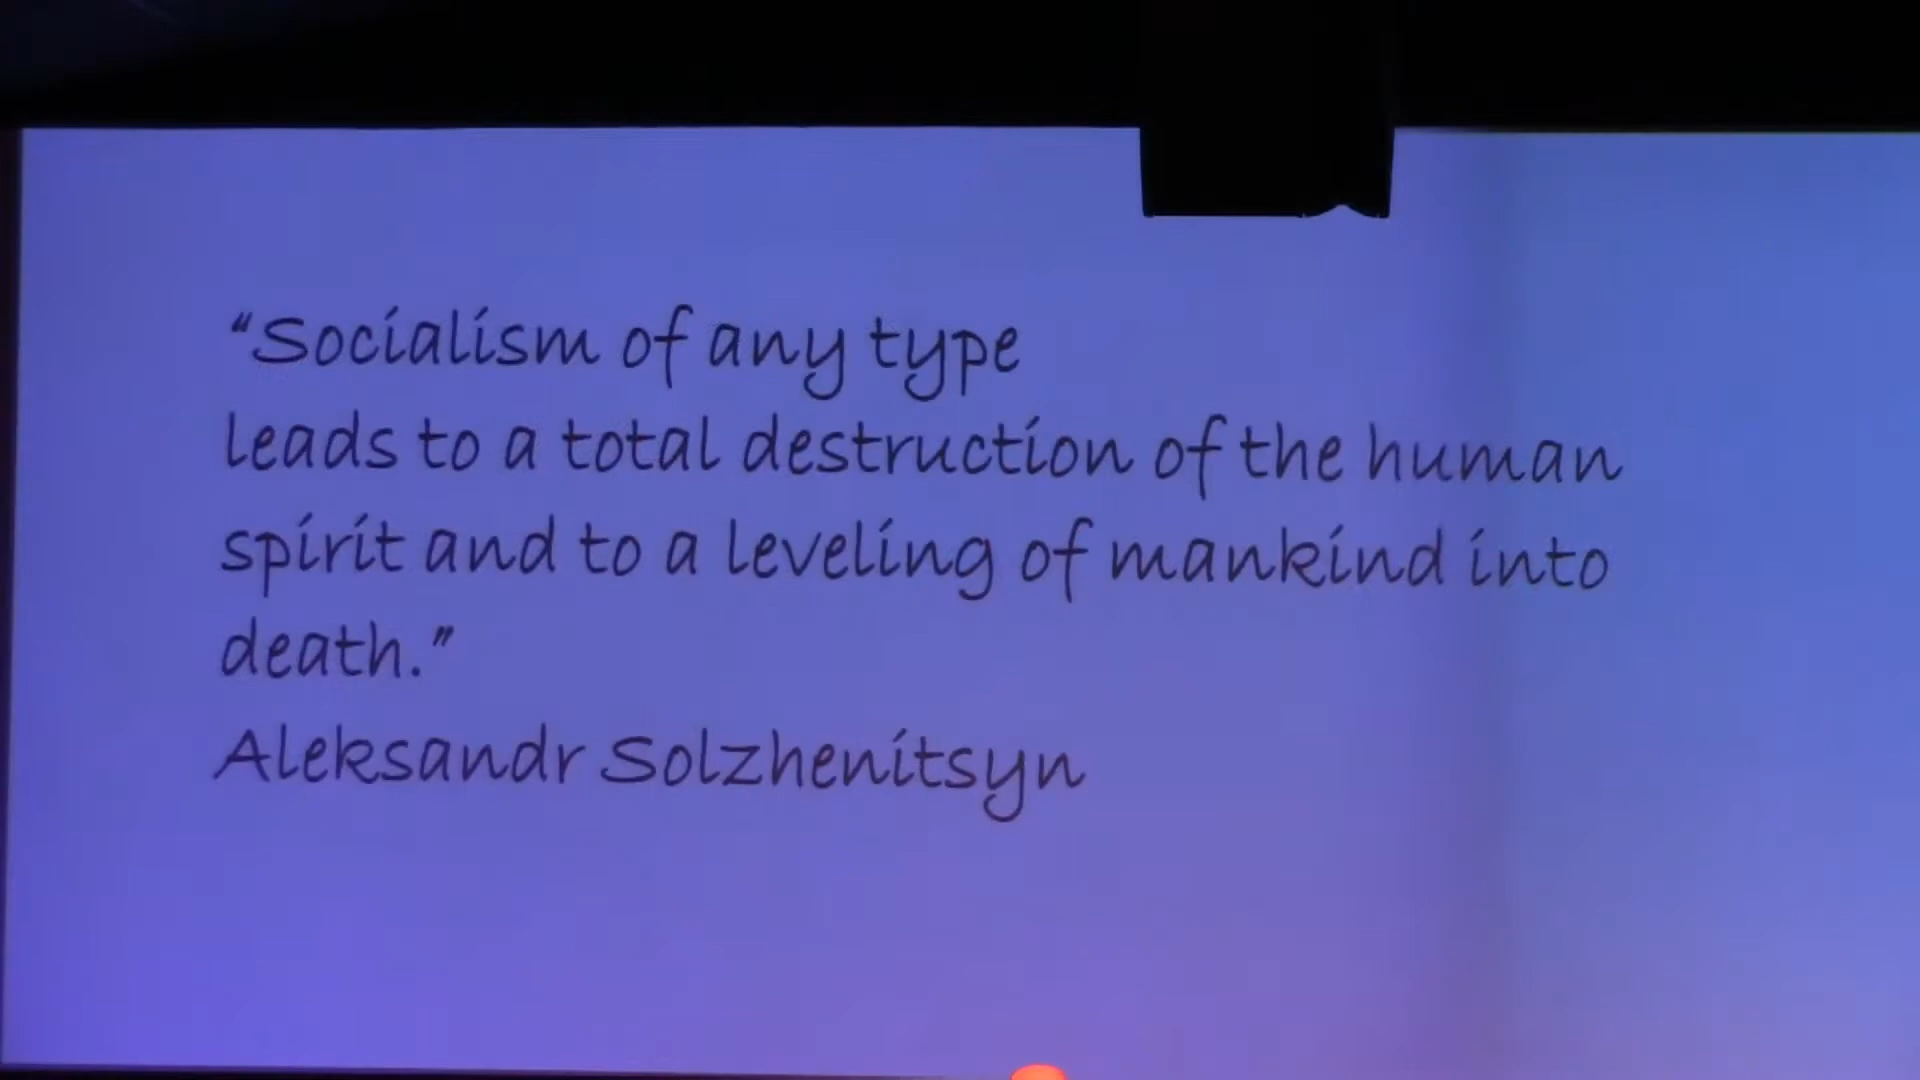 “Socialism of any type
leads to a total destruction of the human
spirit and to a leveling of mankind into
death.”
Aleksandr Solzhenitsyn